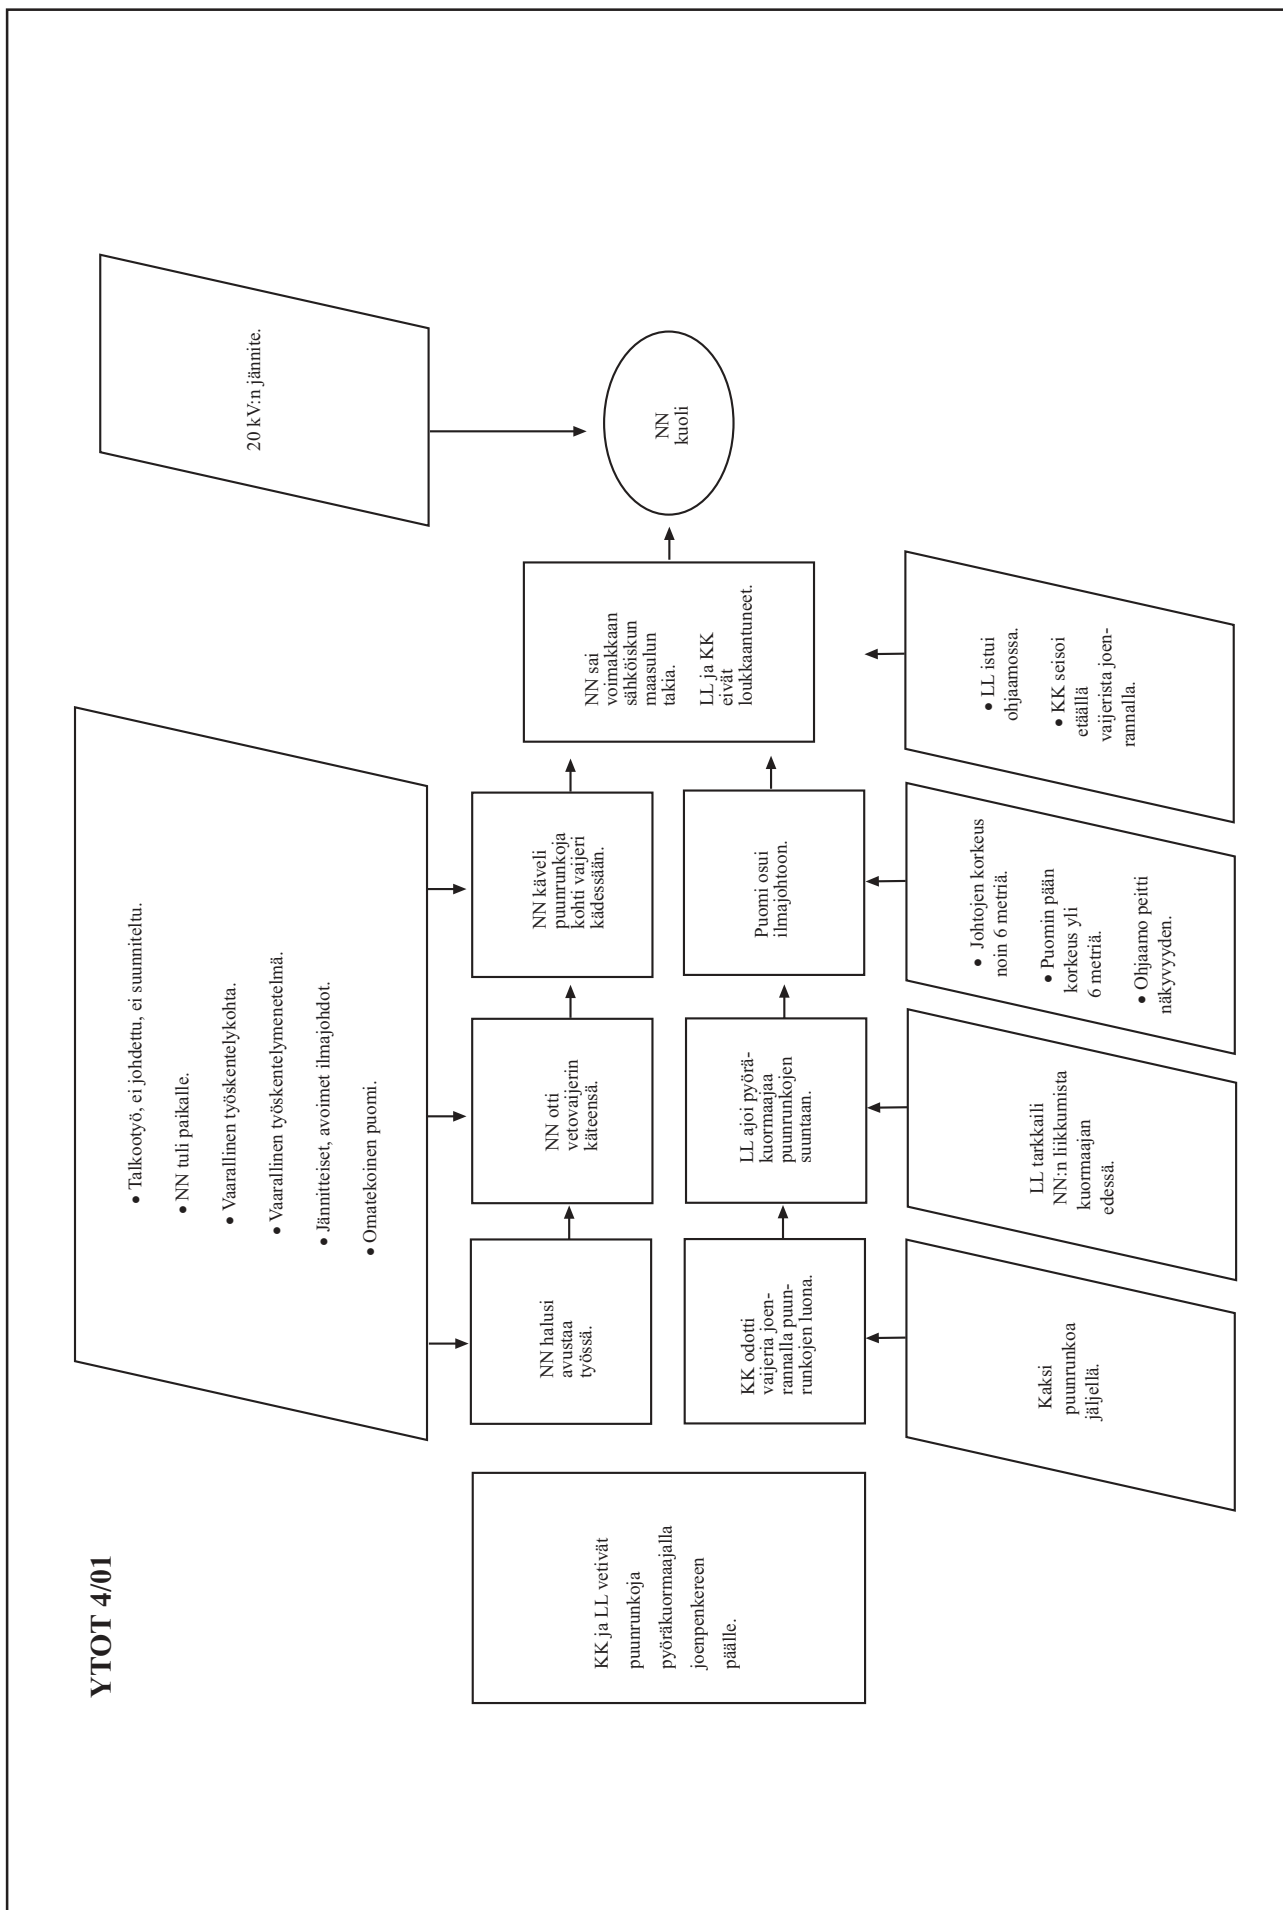 YTOT 4/01
• Talkootyö, ei johdettu, ei suunniteltu.
• NN tuli paikalle.
• Vaarallinen työskentelykohta.
• Vaarallinen työskentelymenetelmä.
• Jännitteiset, avoimet ilmajohdot.
• Omatekoinen puomi.
20 kV:n jännite.
KK ja LL vetivät
puunrunkoja
pyöräkuormaajalla
joenpenkereen
päälle.
NN halusi
avustaa
työssä.
NN otti
vetovaijerin
käteensä.
NN käveli
puunrunkoja
kohti vaijeri
kädessään.
KK odotti
vaijeria joen-
rannalla puun-
runkojen luona.
LL ajoi pyörä-
kuormaajaa
puunrunkojen
suuntaan.
Puomi osui
ilmajohtoon.
NN sai
voimakkaan
sähköiskun
maasulun
takia.
LL ja KK
eivät
loukkaantuneet.
NN
kuoli
Kaksi
puunrunkoa
jäljellä.
LL tarkkaili
NN:n liikkumista
kuormaajan
edessä.
• Johtojen korkeus
noin 6 metriä.
• Puomin pään
korkeus yli
6 metriä.
• Ohjaamo peitti
näkyvyyden.
• LL istui
ohjaamossa.
• KK seisoi
etäällä
vaijerista joen-
rannalla.